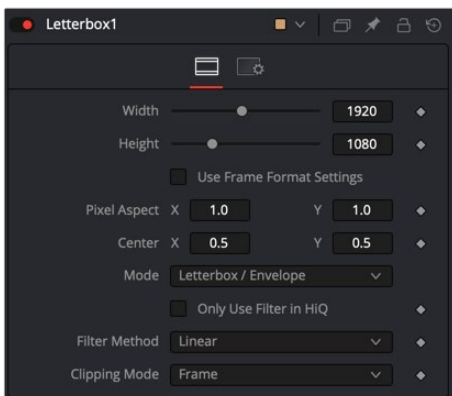 Letterbox1
Width 1920
Height 1080
Use Frame Format Settings
Pixel Aspect X 1.0 Y 1.0
Center X 0.5 Y 0.5
Mode Letterbox / Envelope
Only Use Filter in HiQ
Filter Method Linear
Clipping Mode Frame